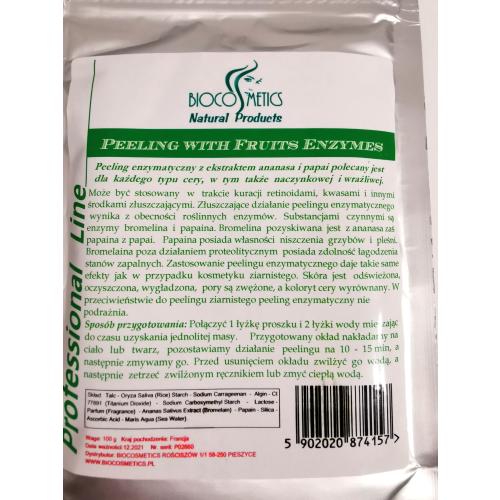 BIOCOSMETICS
Natural Products
PEELING WITH FRUITS ENZYMES
Peeling enzymatyczny z ekstraktem ananasa i papai polecany jest
dla każdego typu cery, w tym także naczynkowej i wrażliwej.
Może być stosowany w trakcie kuracji retinoidami, kwasami i innymi
środkami złuszczającymi. Złuszczające działanie peelingu enzymatycznego
wynika z obecności roślinnych enzymów. Substancjami czynnymi są
enzymy bromelina i papaina. Bromelina pozyskiwana jest z ananasa zaś
papaina z papai. Papaina posiada własności niszczenia grzybów i pleśni.
Bromelaina poza działaniem proteolitycznym posiada zdolność łagodzenia
stanów zapalnych. Zastosowanie peelingu enzymatycznego daje takie same
efekty jak w przypadku kosmetyku ziarnistego. Skóra jest odświeżona,
oczyszczona, wygładzona, pory są zwężone, a koloryt cery wyrównany. W
przeciwieństwie do peelingu ziarnistego peeling enzymatyczny nie
podrażnia.
Sposób przygotowania: Połączyć 1 łyżkę proszku i 2 łyżki wody mieszając
do czasu uzyskania jednolitej masy. Przygotowany okład nakładamy na
ciało lub twarz, pozostawiamy działanie peelingu na 10 - 15 min, a
następnie zmywamy go. Przed usunięciem okładu zwilżyć go wodą, a
następnie zetrzeć zwilżonym ręcznikiem lub zmyć ciepłą wodą.
Professional Line
Skład: Talc - Oryza Sativa (Rice) Starch - Sodium Carrageenan - Algin - CI
77891 (Titanium Dioxide) - Sodium Carboxymethyl Starch - Lactose -
Parfum (Fragrance) - Ananas Sativus Extract (Bromelain) - Papain - Silica -
Ascorbic Acid - Maris Aqua (Sea Water).
Waga: 100 g Kraj pochodzenia: Francja
Data ważności:12.2021 Nr serii: P02660
Dystrybutor: BIOCOSMETICS ROŚCISZÓW 1/1 58-250 PIESZYCE
WWW.BIOCOSMETICS.PL
5 902020 874157